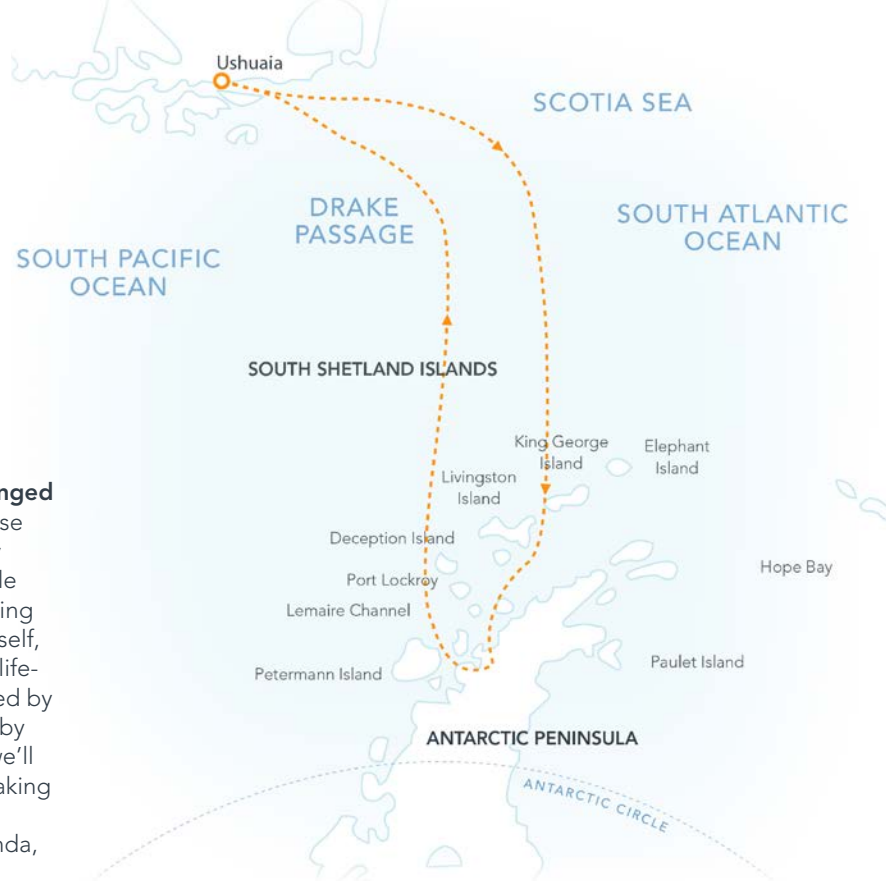 Ushuaia
SCOTIA SEA
DRAKE
PASSAGE
SOUTH ATLANTIC
OCEAN
SOUTH PACIFIC
OCEAN
SOUTH SHETLAND ISLANDS
King George
Island
Elephant
Island
Livingston
Island
Deception Island
Port Lockroy
Lemaire Channel
Petermann Island
Hope Bay
Paulet Island
ANTARCTIC PENINSULA
ANTARCTIC CIRCLE
nged
se
le
ing
self,
life-
ed by
by
we'll
aking
nda,